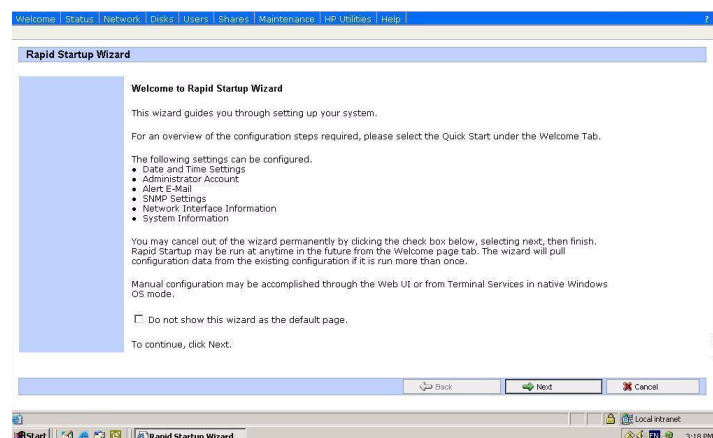 Welcome Status Network Disks Users Shares Maintenance HP Utilities Help ?
Rapid Startup Wizard
Welcome to Rapid Startup Wizard
This wizard guides you through setting up your system.
For an overview of the configuration steps required, please select the Quick Start under the Welcome Tab.
The following settings can be configured.
• Date and Time Settings
• Administrator Account
• Alert E-Mail
• SNMP Settings
• Network Interface Information
• System Information
You may cancel out of the wizard permanently by clicking the check box below, selecting next, then finish.
Rapid Startup may be run at anytime in the future from the Welcome page tab. The wizard will pull
configuration data from the existing configuration if it is run more than once.
Manual configuration may be accomplished through the Web UI or from Terminal Services in native Windows
OS mode.
Do not show this wizard as the default page.
To continue, click Next.
Back Next Cancel
Local intranet
Start Rapid Startup Wizard EN 3:18 PM